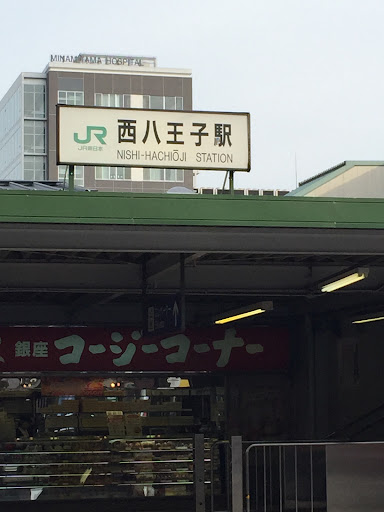 MINAMITAMA HOSPITAL
JR
JR東日本
西八王子駅
NISHI-HACHIŌJI STATION
銀座 コージーコーナー